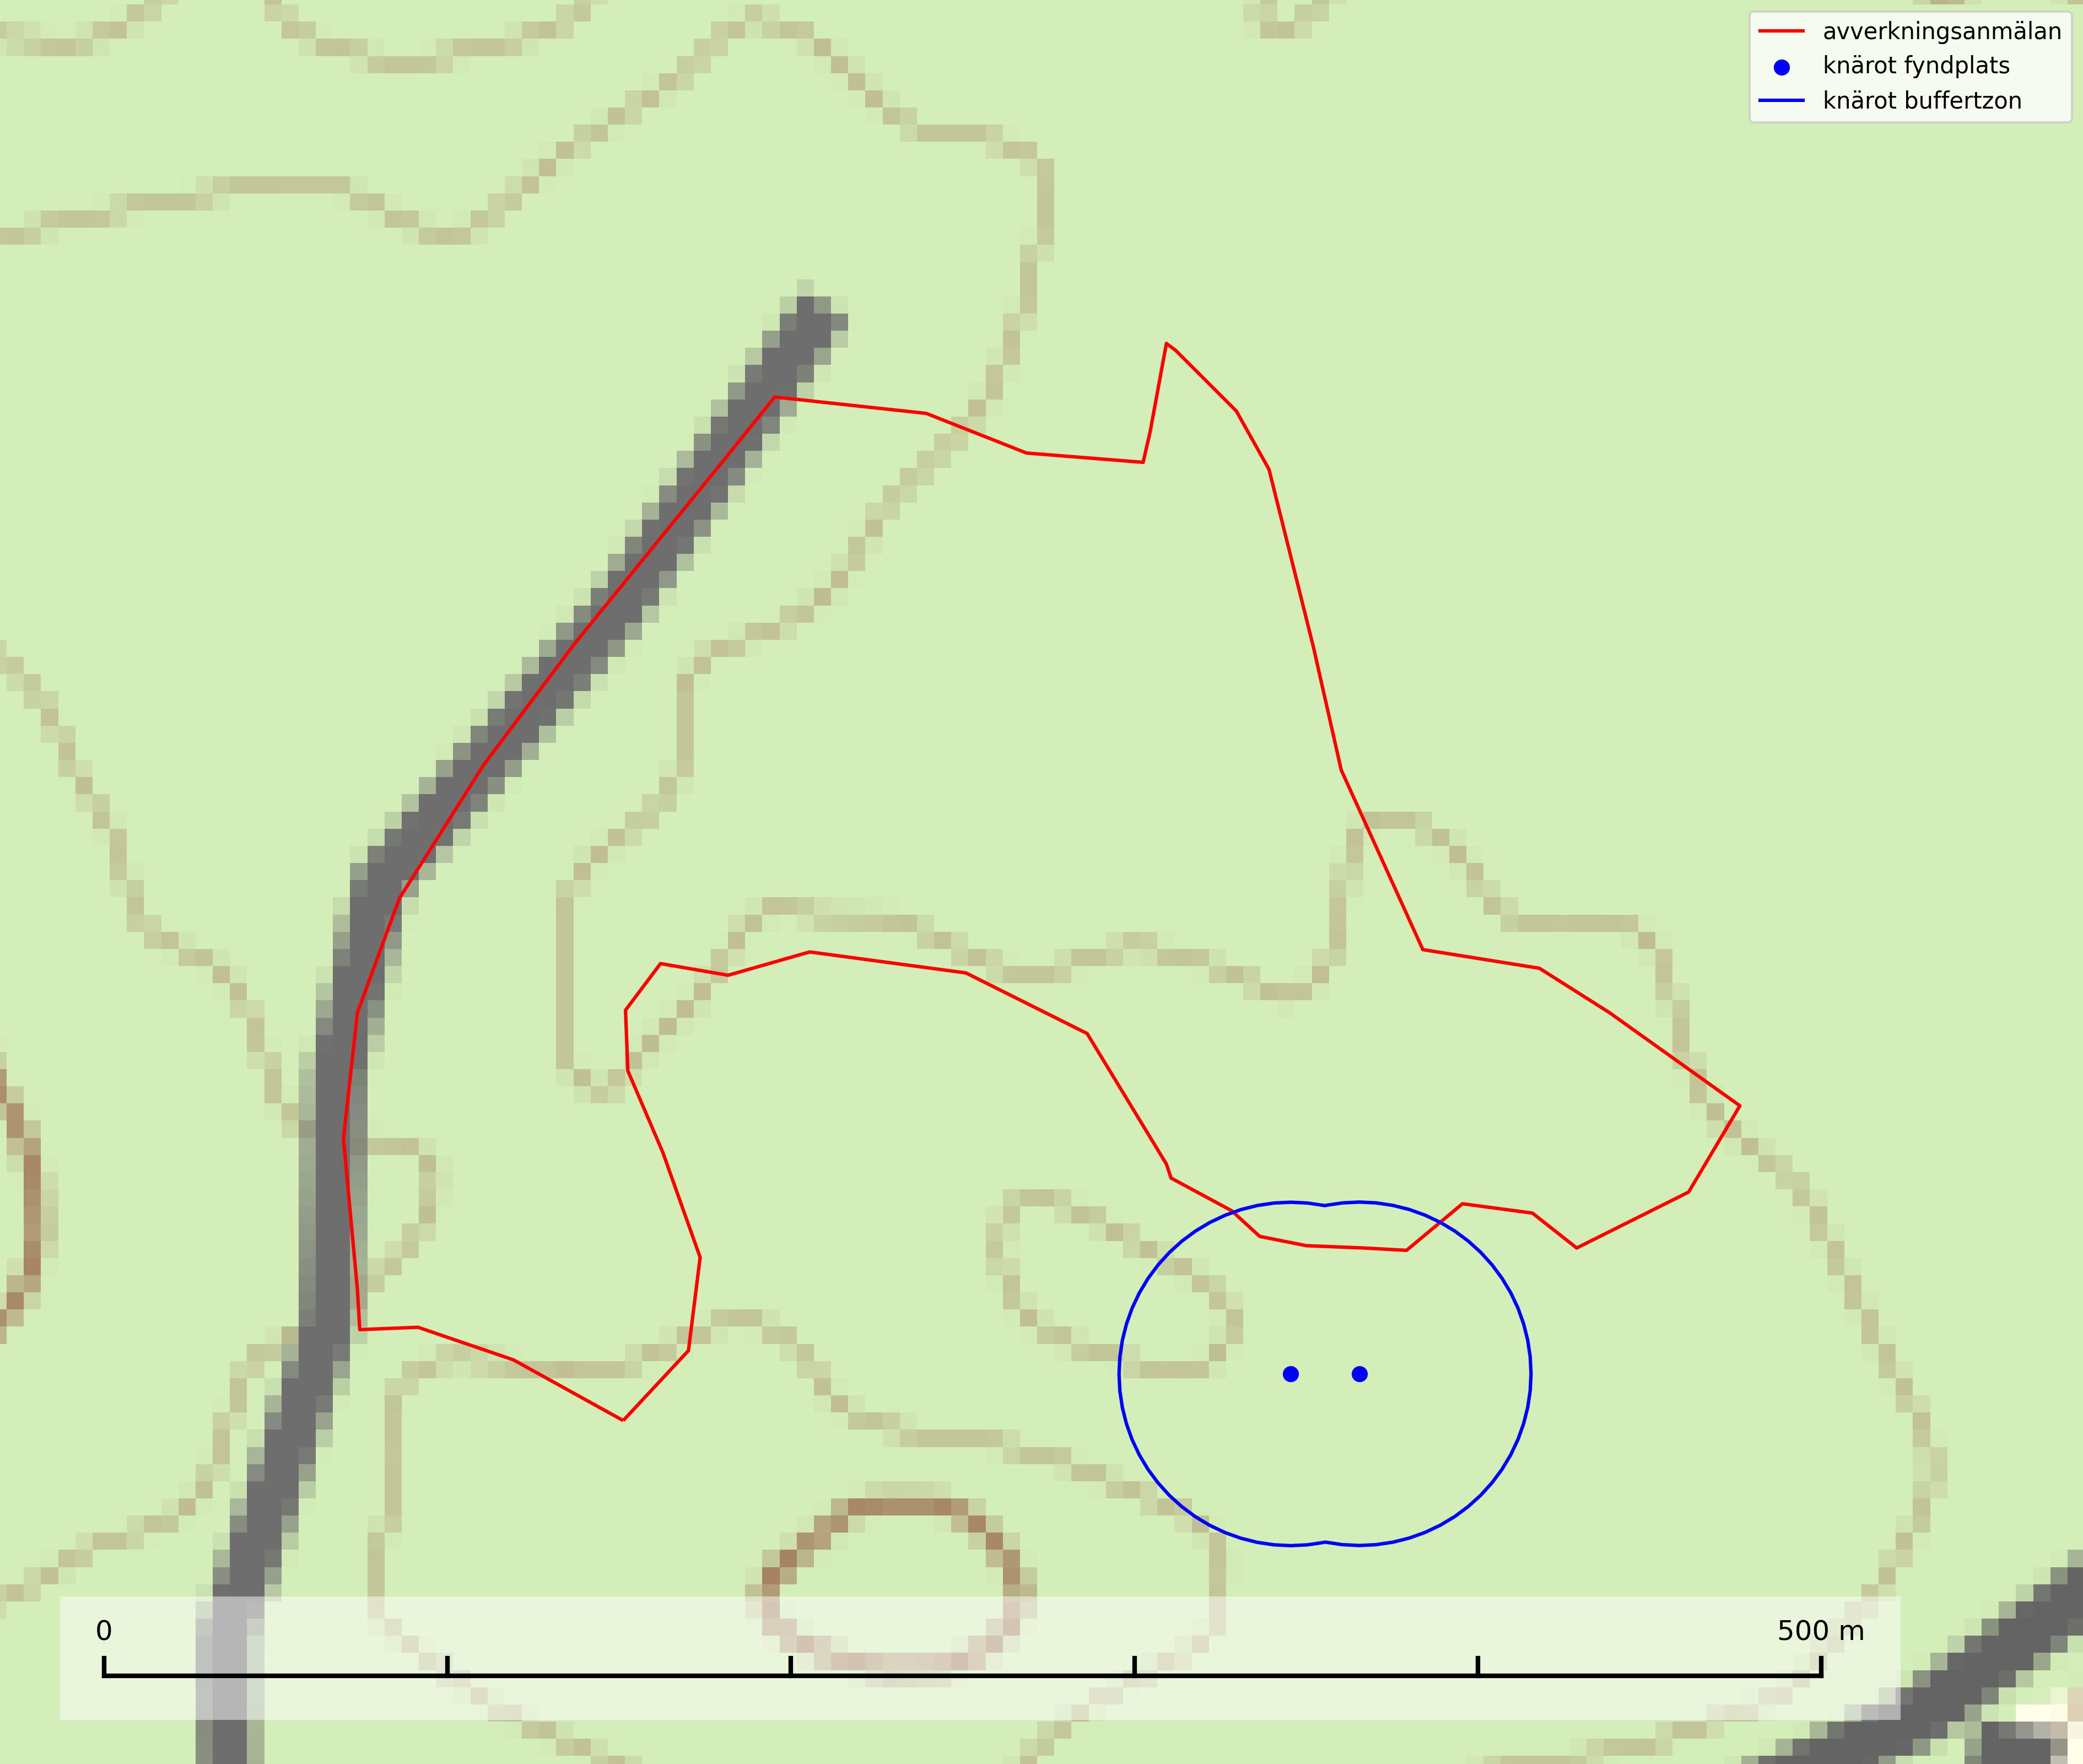 avverkningsanmälan
knärot fyndplats
knärot buffertzon
0
500 m